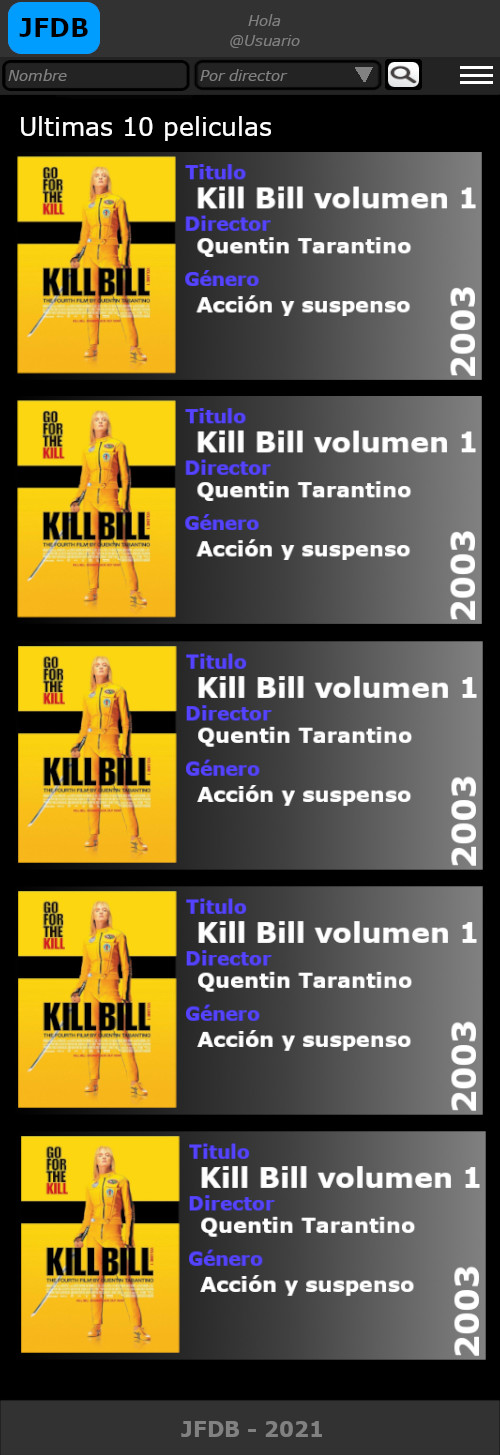 JFDB
Hola
@Usuario
Nombre
Por director
Ultimas 10 peliculas
GO
FOR
THE
KILL
KILL BILL
THE FOURTH FILM BY QUENTIN TARANTINO
Titulo
Kill Bill volumen 1
Director
Quentin Tarantino
Género
Acción y suspenso
2003
GO
FOR
THE
KILL
KILL BILL
THE FOURTH FILM BY QUENTIN TARANTINO
Titulo
Kill Bill volumen 1
Director
Quentin Tarantino
Género
Acción y suspenso
2003
GO
FOR
THE
KILL
KILL BILL
THE FOURTH FILM BY QUENTIN TARANTINO
Titulo
Kill Bill volumen 1
Director
Quentin Tarantino
Género
Acción y suspenso
2003
GO
FOR
THE
KILL
KILL BILL
THE FOURTH FILM BY QUENTIN TARANTINO
Titulo
Kill Bill volumen 1
Director
Quentin Tarantino
Género
Acción y suspenso
2003
GO
FOR
THE
KILL
KILL BILL
THE FOURTH FILM BY QUENTIN TARANTINO
Titulo
Kill Bill volumen 1
Director
Quentin Tarantino
Género
Acción y suspenso
2003
JFDB - 2021